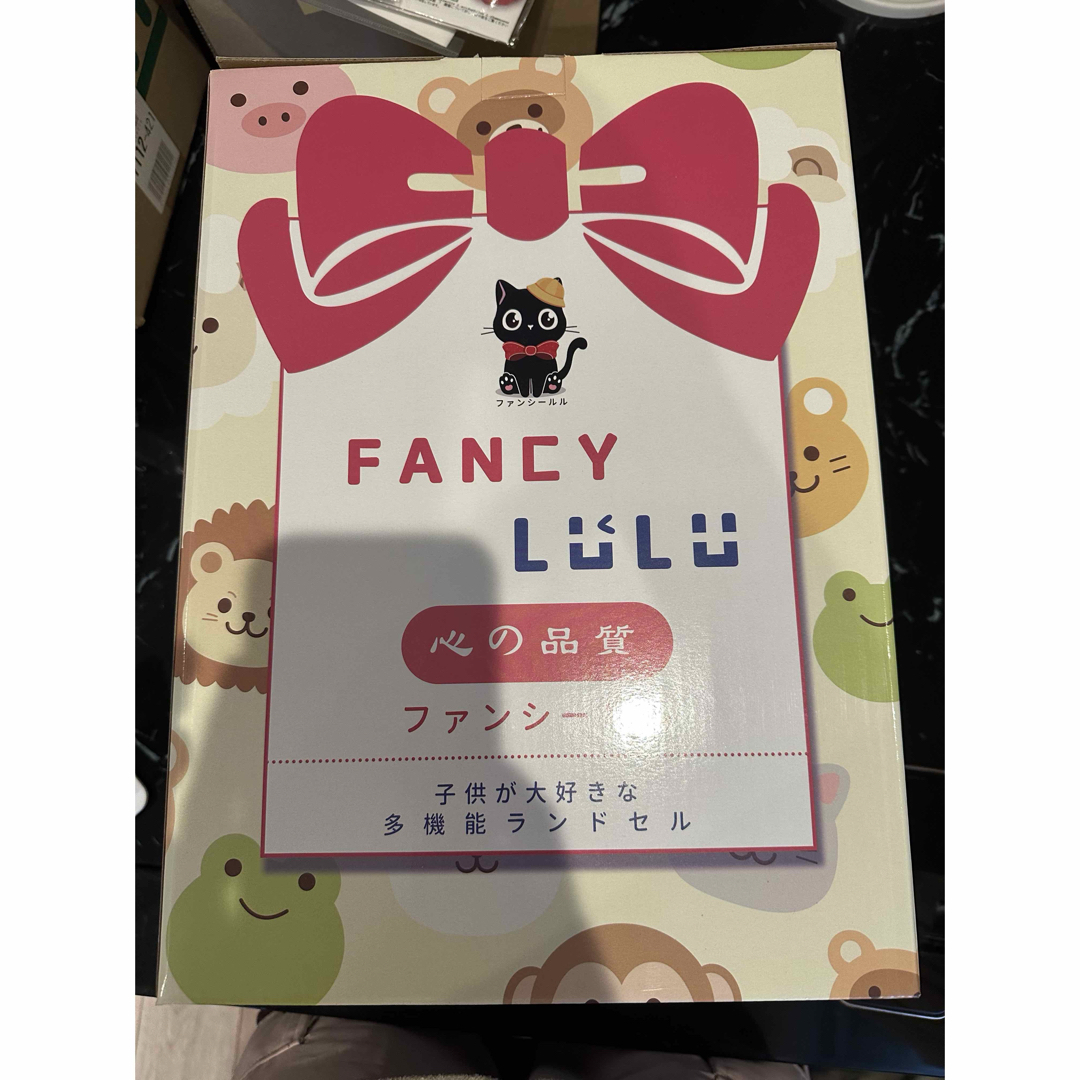 ファンシールル
FANCY
LULU
心の品質
ファンシー
子供が大好きな
多機能ランドセル